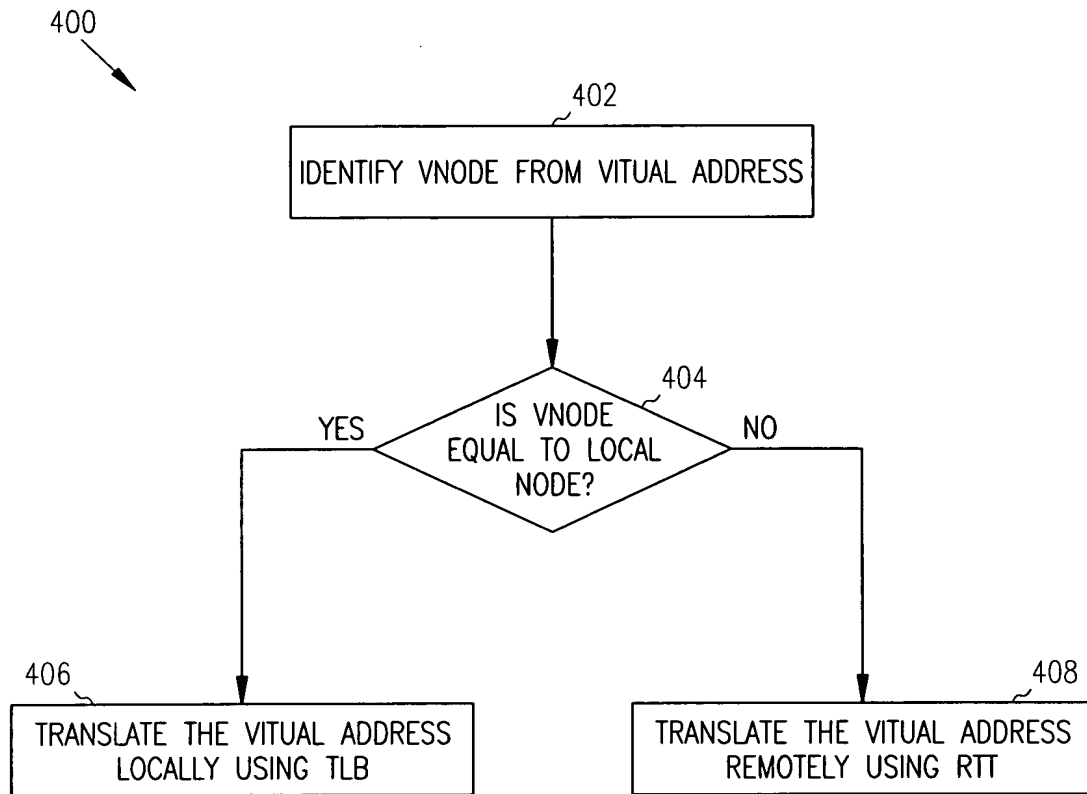 400
402
IDENTIFY VNODE FROM VITUAL ADDRESS
404
IS VNODE
EQUAL TO LOCAL
NODE?
YES
NO
406
TRANSLATE THE VITUAL ADDRESS
LOCALLY USING TLB
408
TRANSLATE THE VITUAL ADDRESS
REMOTELY USING RTT